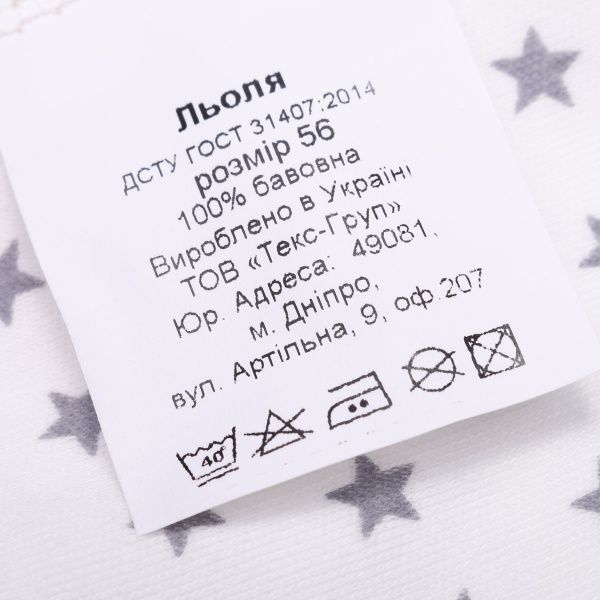 Льоля
ДСТУ ГОСТ 31407:2014
розмір 56
100% бавовна
Вироблено в Україні
ТОВ «Текс-Груп»
Юр. Адреса: 49081,
м. Дніпро,
вул. Артільна, 9, оф.207
40°